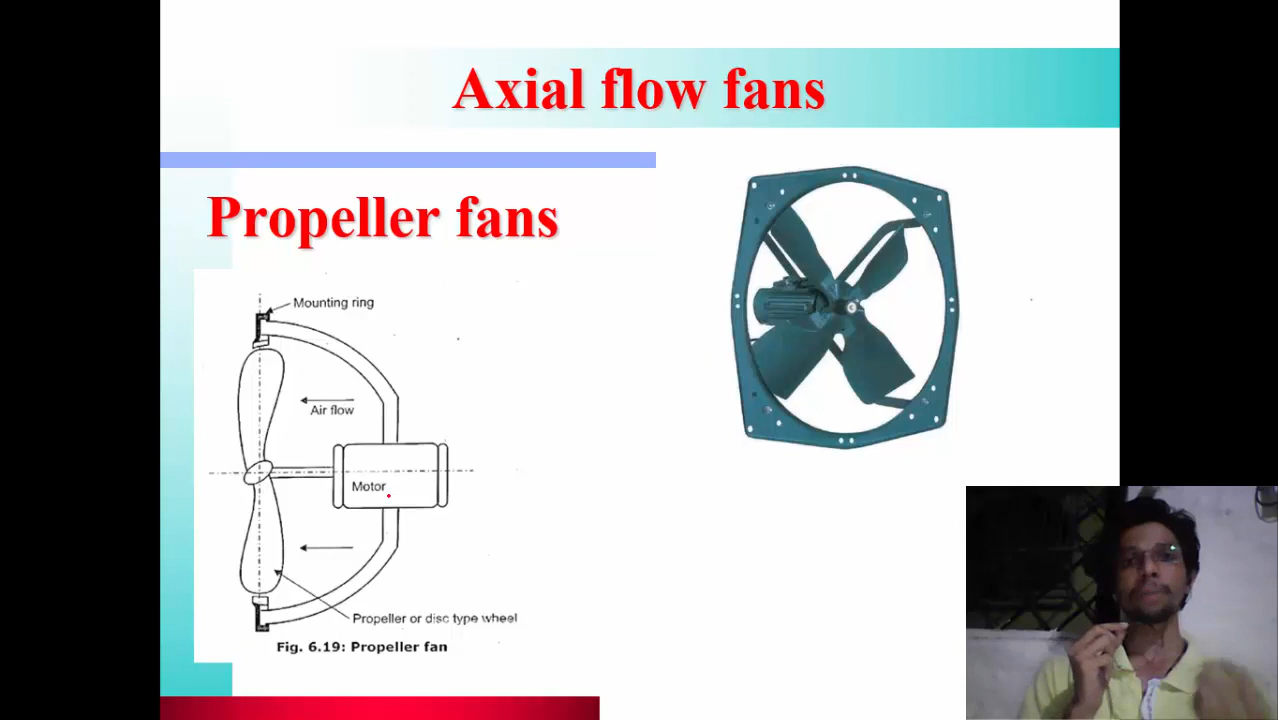 Axial flow fans
Propeller fans
Mounting ring
Air flow
Motor
Propeller or disc type wheel
Fig. 6.19: Propeller fan